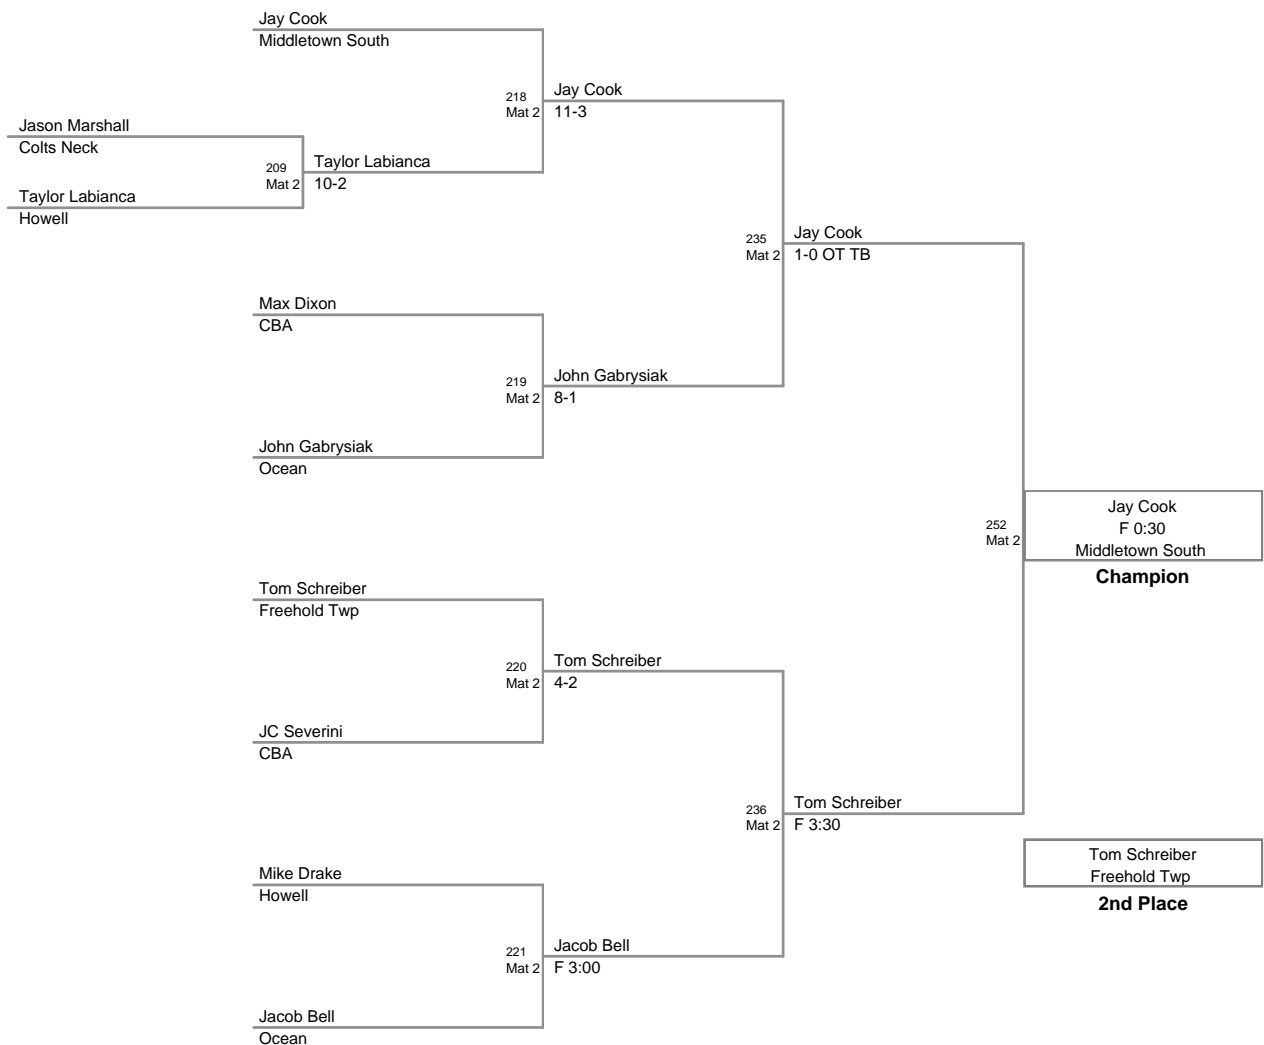 Jay Cook
Middletown South
218
Mat 2
Jay Cook
11-3
Jason Marshall
Colts Neck
209
Mat 2
Taylor Labianca
10-2
Taylor Labianca
Howell
235
Mat 2
Jay Cook
1-0 OT TB
Max Dixon
CBA
219
Mat 2
John Gabrysiak
8-1
John Gabrysiak
Ocean
252
Mat 2
Jay Cook
F 0:30
Middletown South
Champion
Tom Schreiber
Freehold Twp
220
Mat 2
Tom Schreiber
4-2
JC Severini
CBA
236
Mat 2
Tom Schreiber
F 3:30
Tom Schreiber
Freehold Twp
2nd Place
Mike Drake
Howell
221
Mat 2
Jacob Bell
F 3:00
Jacob Bell
Ocean